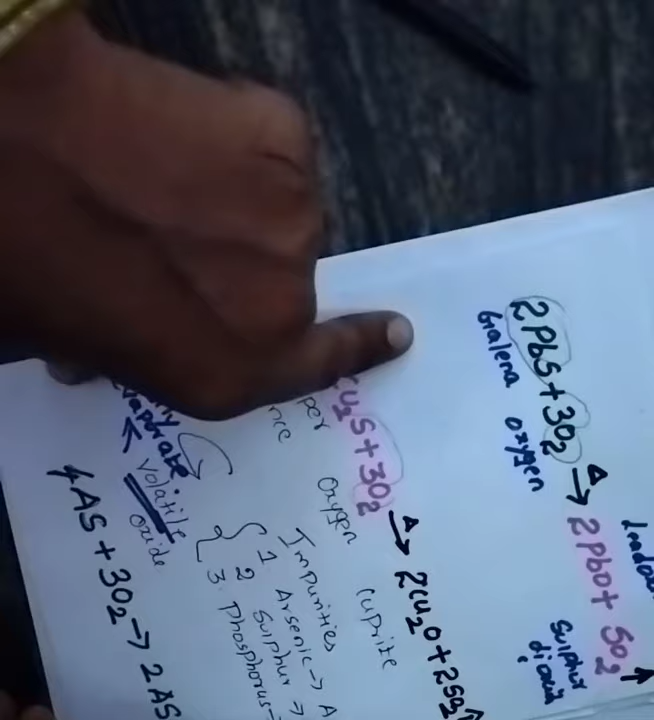 2PbS + 3O₂ →Δ 2PbO + SO₂ ↑
Galena oxygen
Sulphur
dioxid
Cu₂S + 3O₂ →Δ 2Cu₂O + 2SO₂ ↑
Oxygen cuprite
Impurities
1 Arsenic →
2 Sulphur →
3. Phosphorus →
Volatile
oxide
4AS + 3O₂ → 2AS